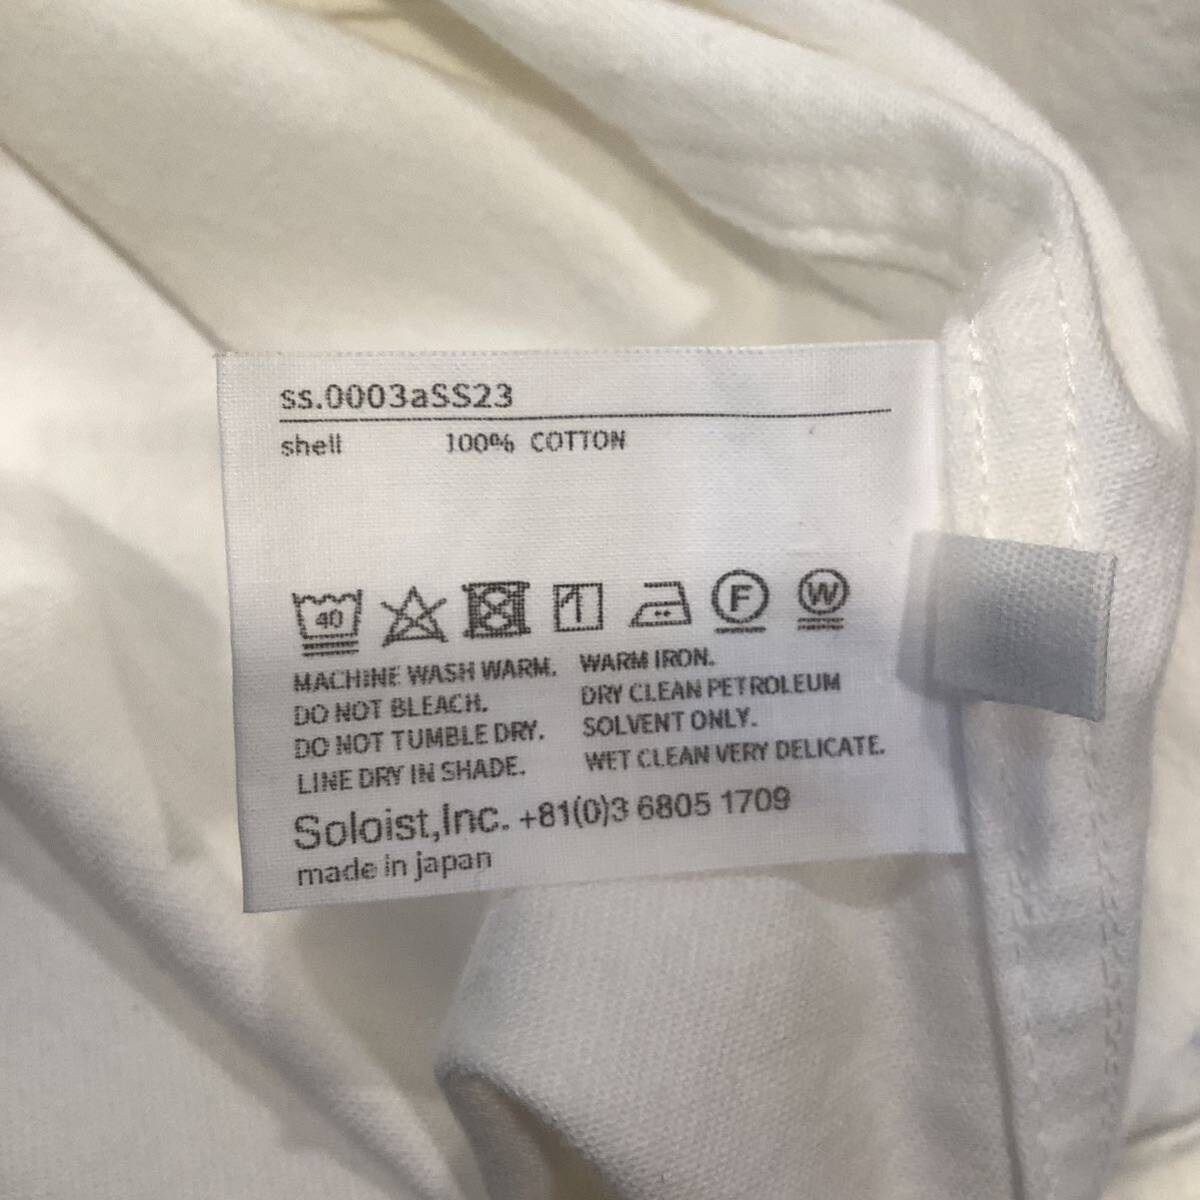 ss.0003aSS23
shell 100% COTTON
40 F W
MACHINE WASH WARM.
DO NOT BLEACH.
DO NOT TUMBLE DRY.
LINE DRY IN SHADE.
WARM IRON.
DRY CLEAN PETROLEUM
SOLVENT ONLY.
WET CLEAN VERY DELICATE.
Soloist,Inc. +81(0)3 6805 1709
made in japan